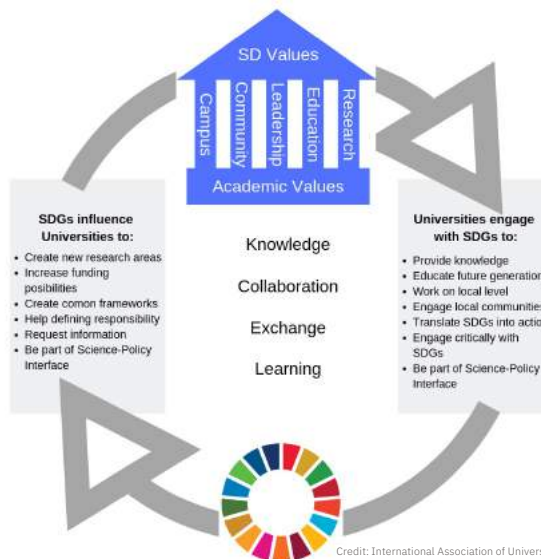 SD Values
Campus
Community
Leadership
Education
Research
Academic Values
SDGs influence
Universities to:
• Create new research areas
• Increase funding
posibilities
• Create comon frameworks
• Help defining responsibility
• Request information
• Be part of Science-Policy
Interface
Knowledge
Collaboration
Exchange
Learning
Universities engage
with SDGs to:
• Provide knowledge
• Educate future generation
• Work on local level
• Engage local communitie
• Translate SDGs into actio
• Engage critically with
SDGs
• Be part of Science-Policy
Interface
Credit: International Association of Univers